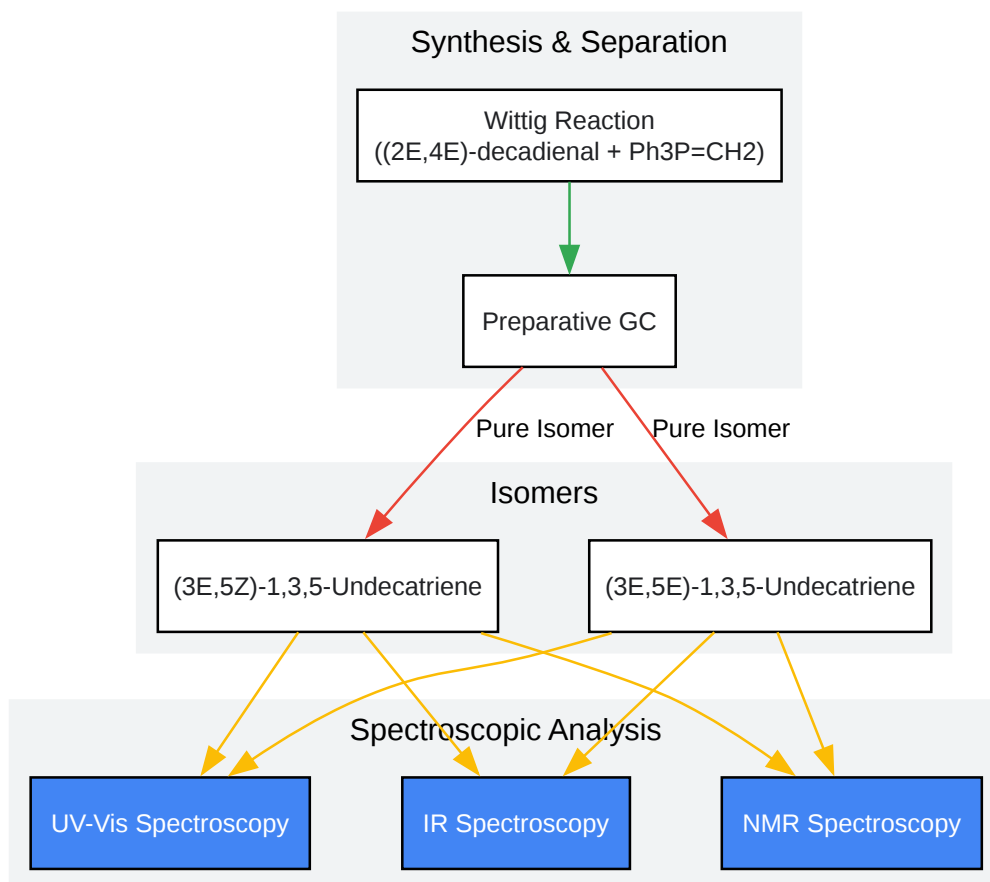 Synthesis & Separation
Wittig Reaction
((2E,4E)-decadienal + Ph3P=CH2)
Preparative GC
Pure Isomer
Pure Isomer
Isomers
(3E,5Z)-1,3,5-Undecatriene
(3E,5E)-1,3,5-Undecatriene
Spectroscopic Analysis
UV-Vis Spectroscopy
IR Spectroscopy
NMR Spectroscopy